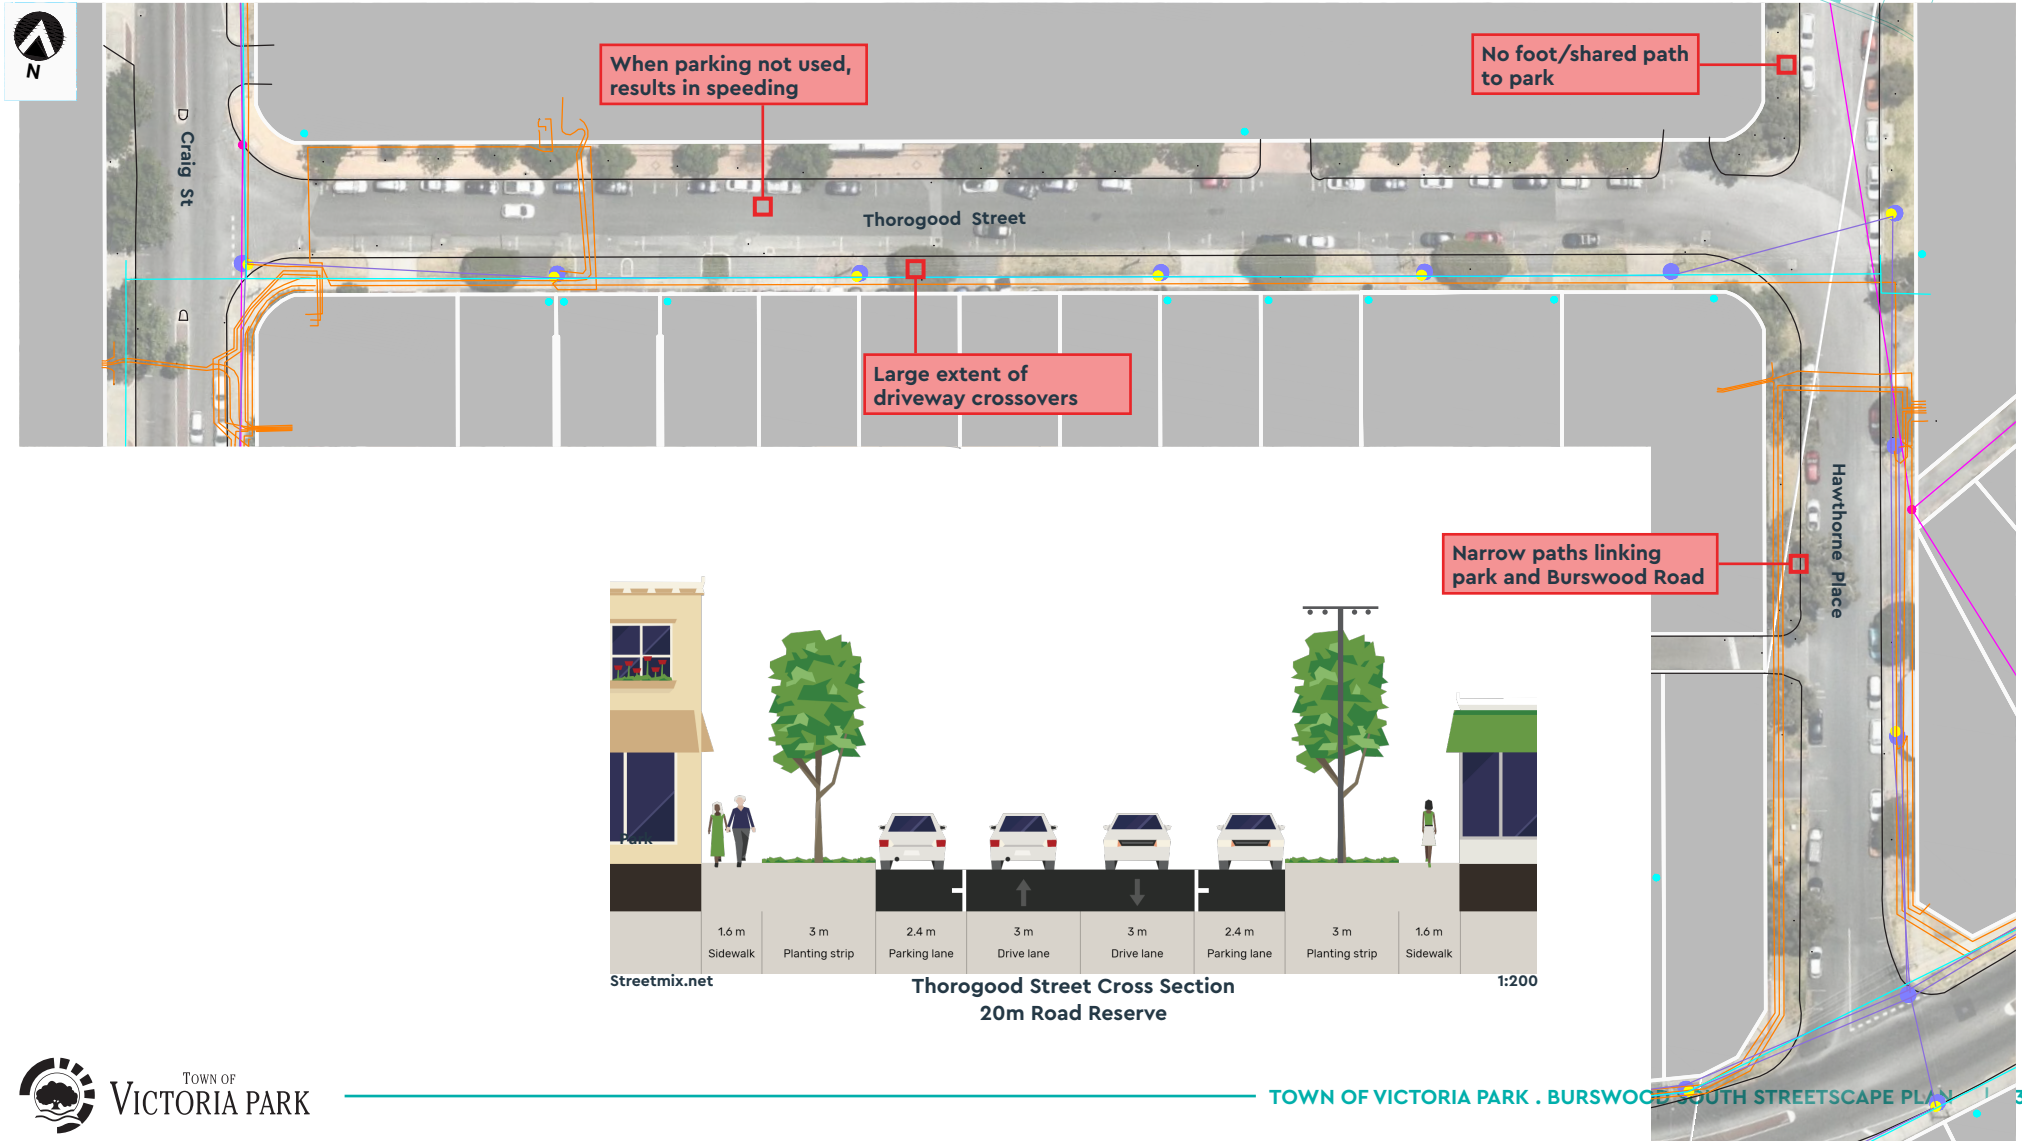 N
When parking not used,
results in speeding
No foot/shared path
to park
Craig St
Thorogood Street
Large extent of
driveway crossovers
Hawthorne Place
Narrow paths linking
park and Burswood Road
Park
1.6 m
3 m
2.4 m
3 m
3 m
2.4 m
3 m
1.6 m
Sidewalk
Planting strip
Parking lane
Drive lane
Drive lane
Parking lane
Planting strip
Sidewalk
Streetmix.net
Thorogood Street Cross Section
1:200
20m Road Reserve
TOWN OF
VICTORIA PARK
TOWN OF VICTORIA PARK . BURSWOOD SOUTH STREETSCAPE PLAN | 3